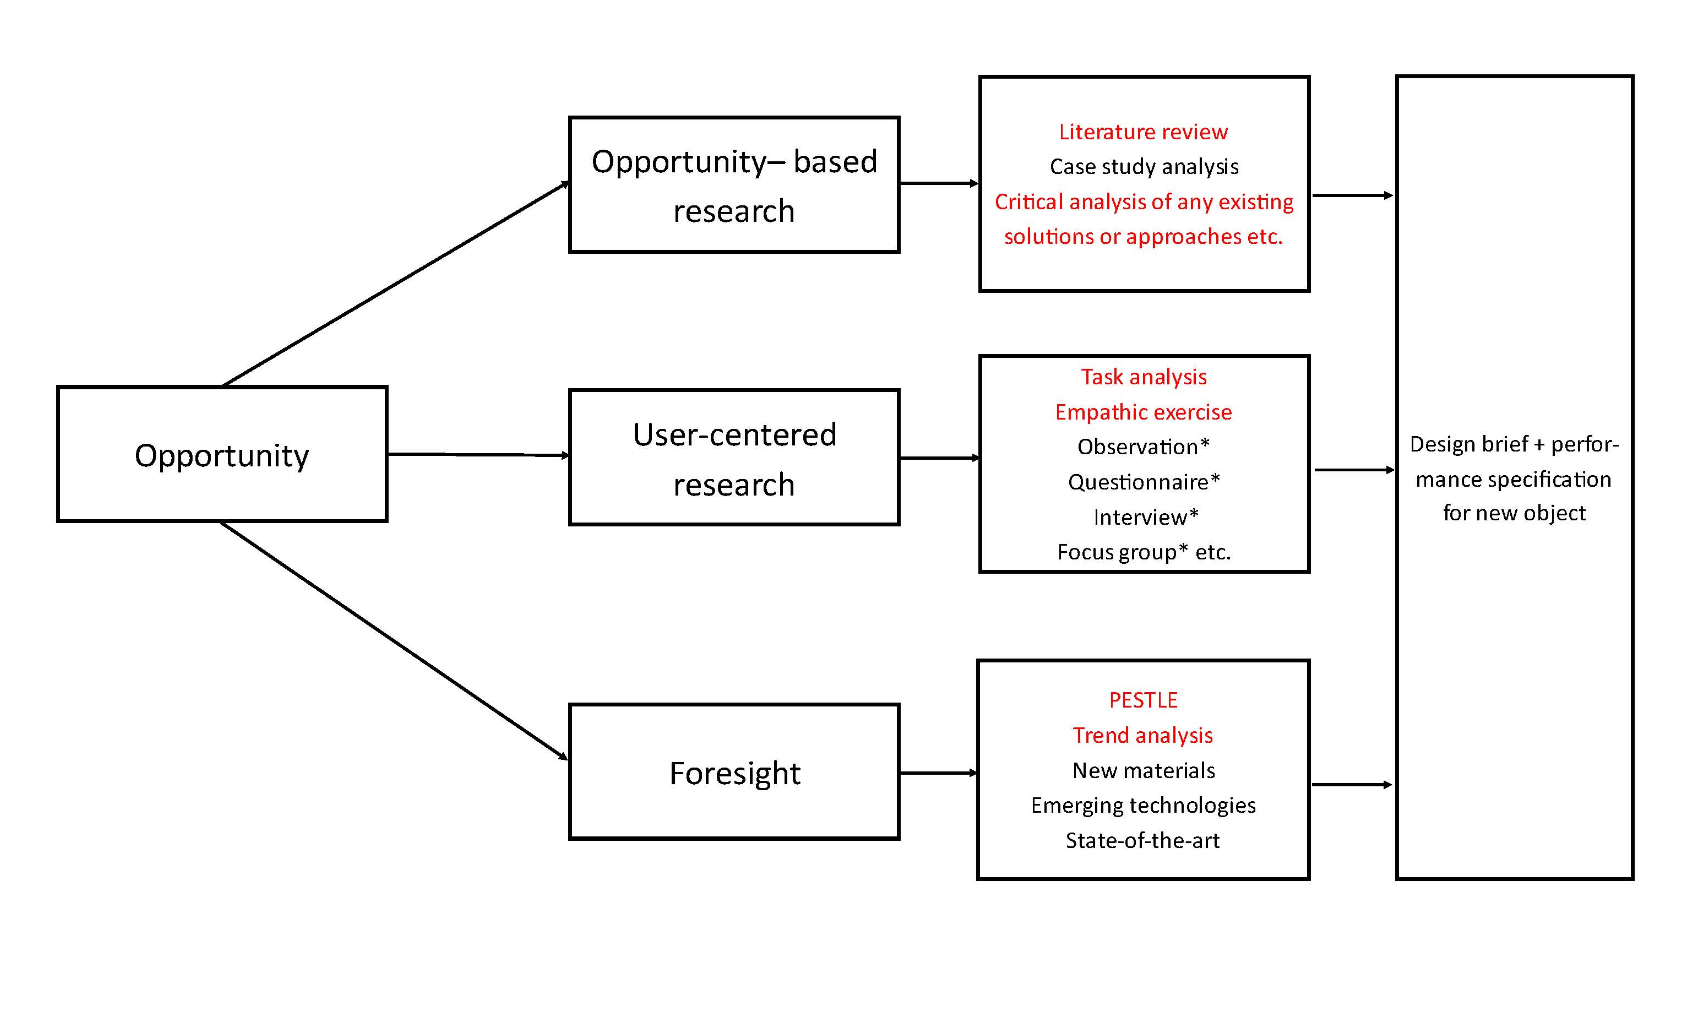 Opportunity
Opportunity– based
research
User-centered
research
Foresight
Literature review
Case study analysis
Critical analysis of any existing
solutions or approaches etc.
Task analysis
Empathic exercise
Observation*
Questionnaire*
Interview*
Focus group* etc.
PESTLE
Trend analysis
New materials
Emerging technologies
State-of-the-art
Design brief + perfor-
mance specification
for new object